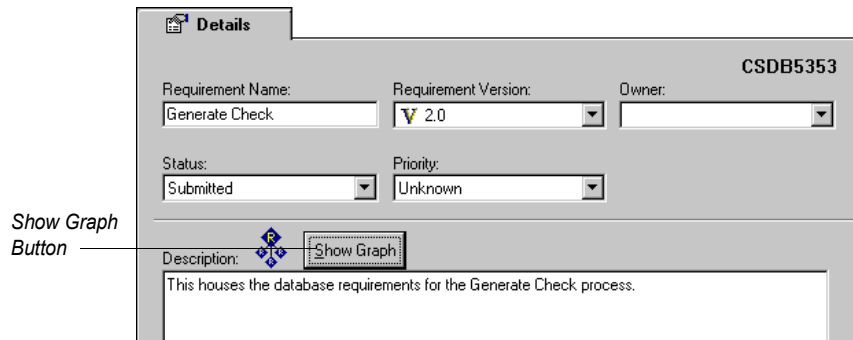 Details
CSDB5353
Requirement Name: Requirement Version: Owner:
Generate Check V 2.0
Status: Priority:
Submitted Unknown
Show Graph
Button
Description: R Show Graph
This houses the database requirements for the Generate Check process.